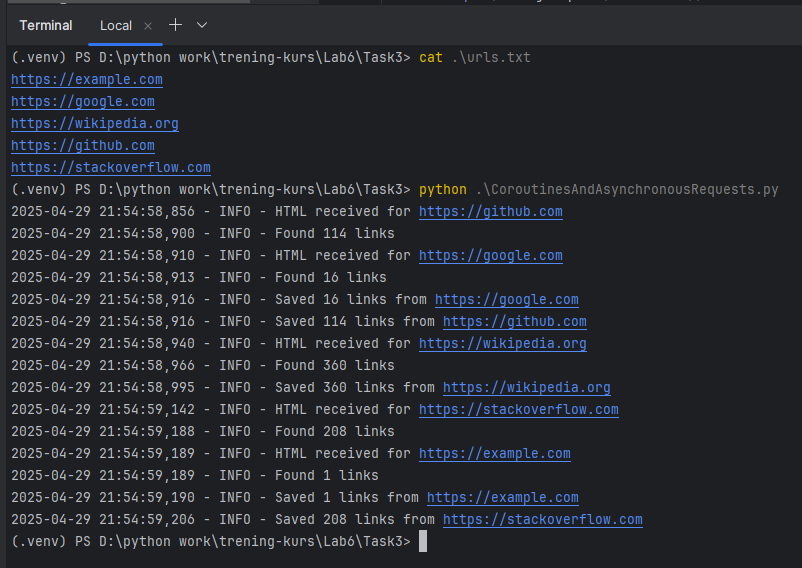 Terminal Local × + ∨
(.venv) PS D:\python work\trening-kurs\Lab6\Task3> cat .\urls.txt
https://example.com
https://google.com
https://wikipedia.org
https://github.com
https://stackoverflow.com
(.venv) PS D:\python work\trening-kurs\Lab6\Task3> python .\CoroutinesAndAsynchronousRequests.py
2025-04-29 21:54:58,856 - INFO - HTML received for https://github.com
2025-04-29 21:54:58,900 - INFO - Found 114 links
2025-04-29 21:54:58,910 - INFO - HTML received for https://google.com
2025-04-29 21:54:58,913 - INFO - Found 16 links
2025-04-29 21:54:58,916 - INFO - Saved 16 links from https://google.com
2025-04-29 21:54:58,916 - INFO - Saved 114 links from https://github.com
2025-04-29 21:54:58,940 - INFO - HTML received for https://wikipedia.org
2025-04-29 21:54:58,966 - INFO - Found 360 links
2025-04-29 21:54:58,995 - INFO - Saved 360 links from https://wikipedia.org
2025-04-29 21:54:59,142 - INFO - HTML received for https://stackoverflow.com
2025-04-29 21:54:59,188 - INFO - Found 208 links
2025-04-29 21:54:59,189 - INFO - HTML received for https://example.com
2025-04-29 21:54:59,189 - INFO - Found 1 links
2025-04-29 21:54:59,190 - INFO - Saved 1 links from https://example.com
2025-04-29 21:54:59,206 - INFO - Saved 208 links from https://stackoverflow.com
(.venv) PS D:\python work\trening-kurs\Lab6\Task3>